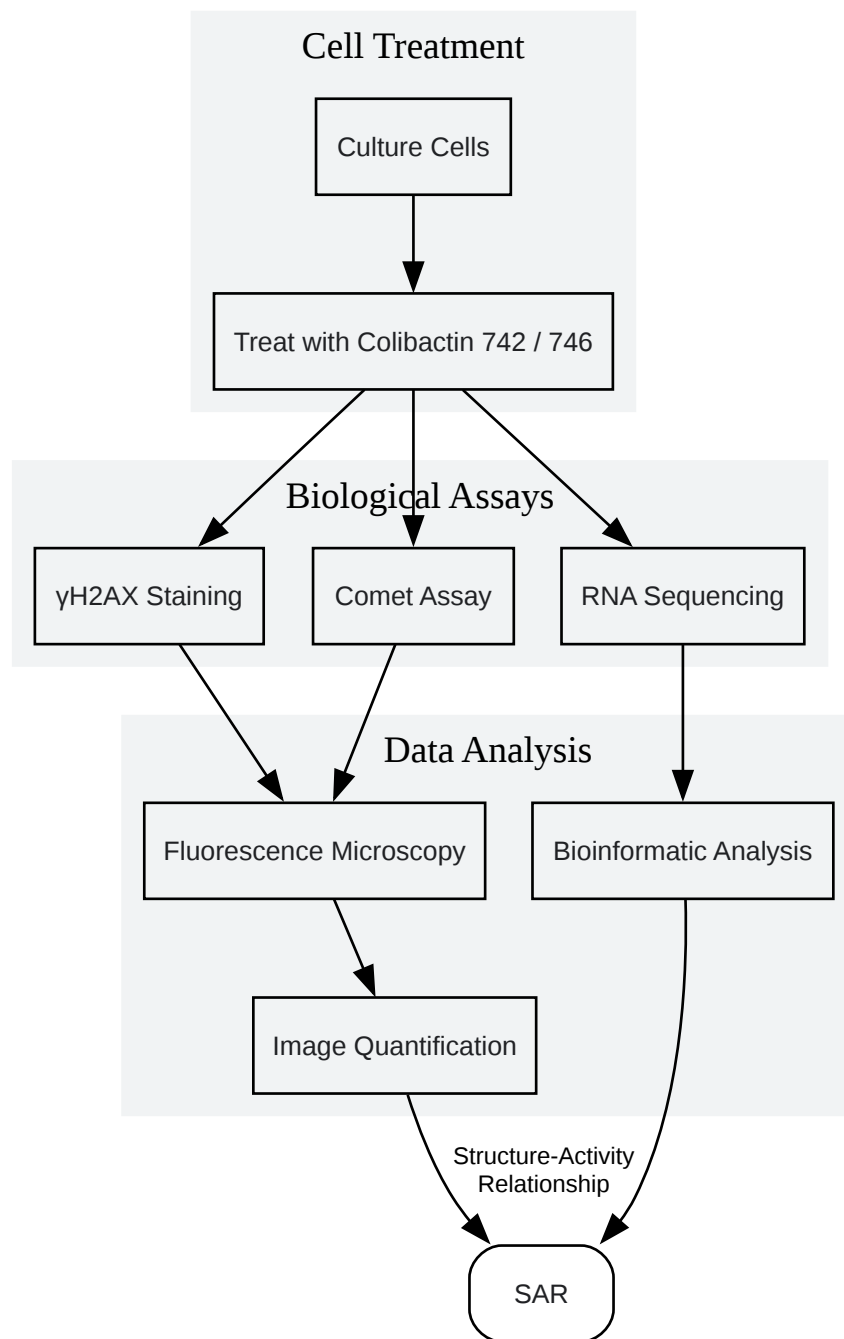 Cell Treatment
Culture Cells
Treat with Colibactin 742 / 746
Biological Assays
γH2AX Staining
Comet Assay
RNA Sequencing
Data Analysis
Fluorescence Microscopy
Bioinformatic Analysis
Image Quantification
Structure-Activity
Relationship
SAR